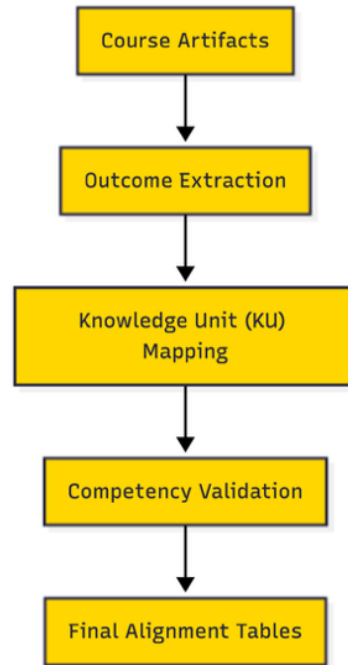 Course Artifacts
Outcome Extraction
Knowledge Unit (KU)
Mapping
Competency Validation
Final Alignment Tables